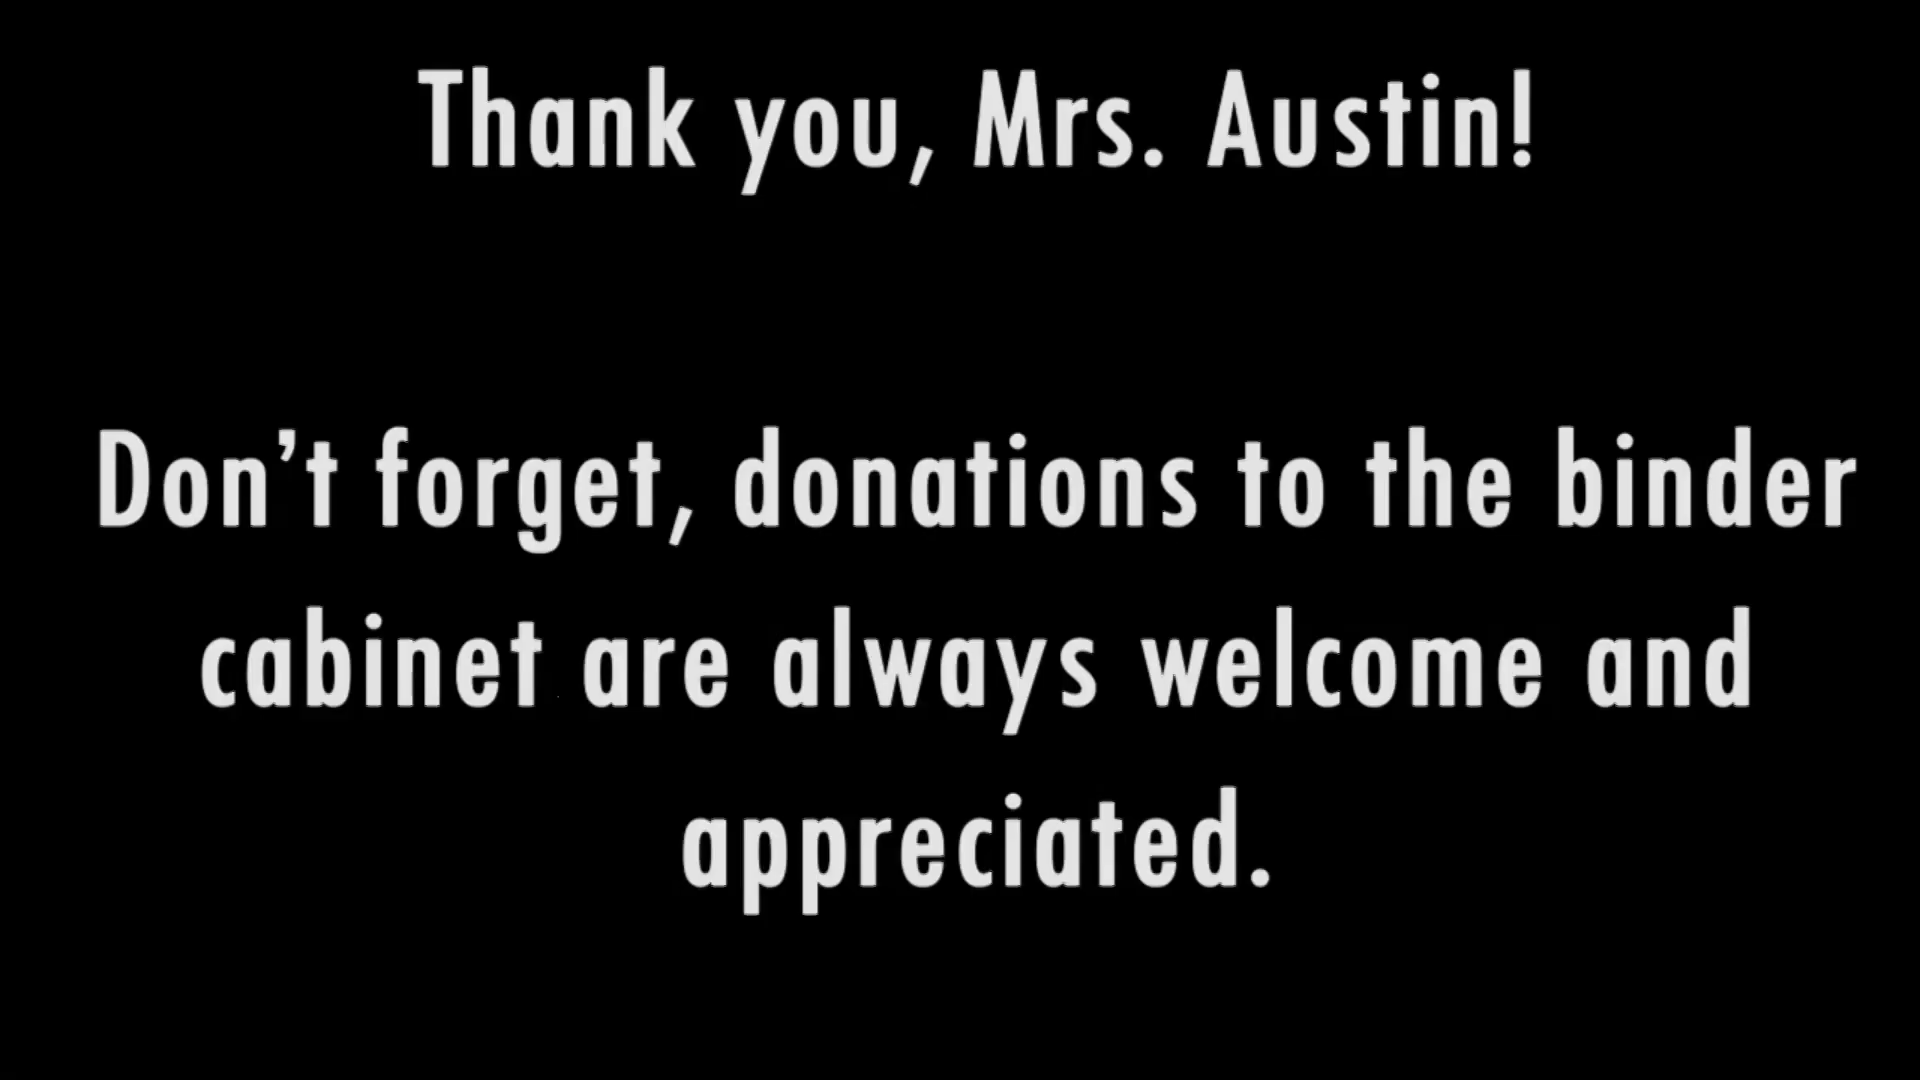 Thank you, Mrs. Austin!
Don’t forget, donations to the binder
cabinet are always welcome and
appreciated.